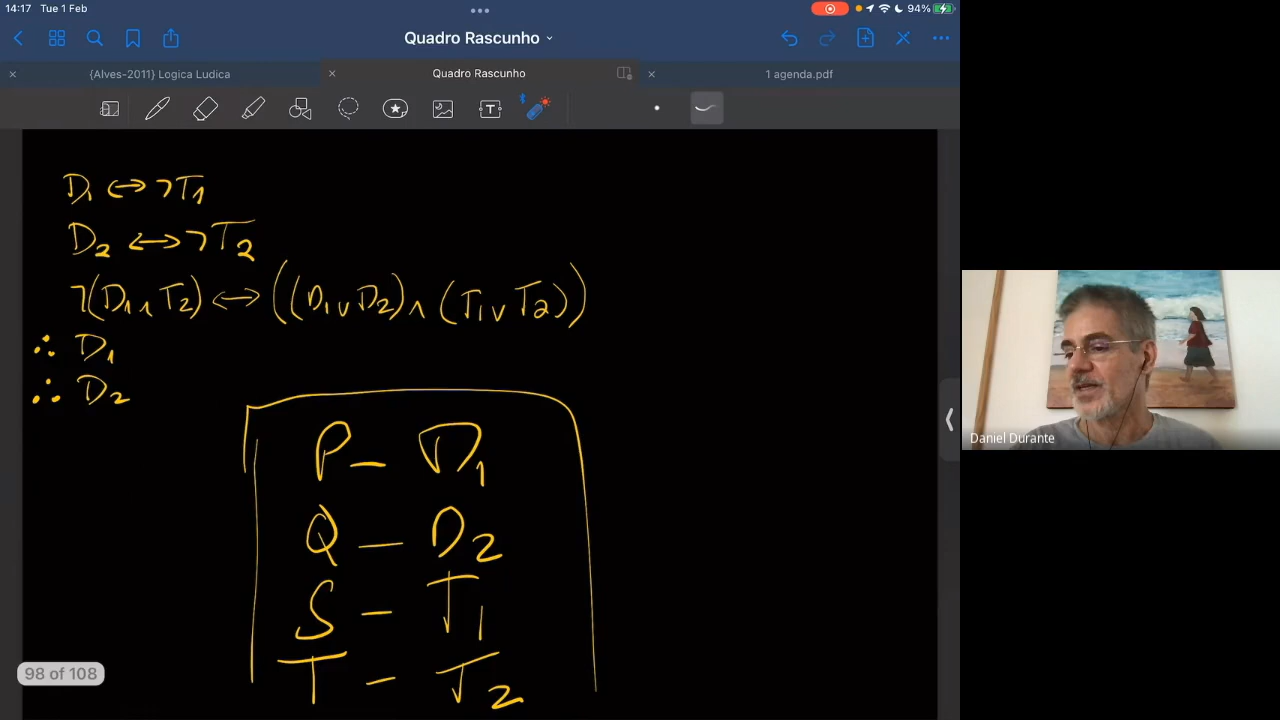 14:17 Tue 1 Feb
94%
Quadro Rascunho
{Alves-2011} Logica Ludica
Quadro Rascunho
1 agenda.pdf
D₁ ↔ ¬T₁
D₂ ↔ ¬T₂
¬(D₁ ∧ T₂) ↔ ((D₁ ∨ D₂) ∧ (T₁ ∨ T₂))
∴ D₁
∴ D₂
P – D₁
Q – D₂
S – T₁
T – T₂
98 of 108
Daniel Durante